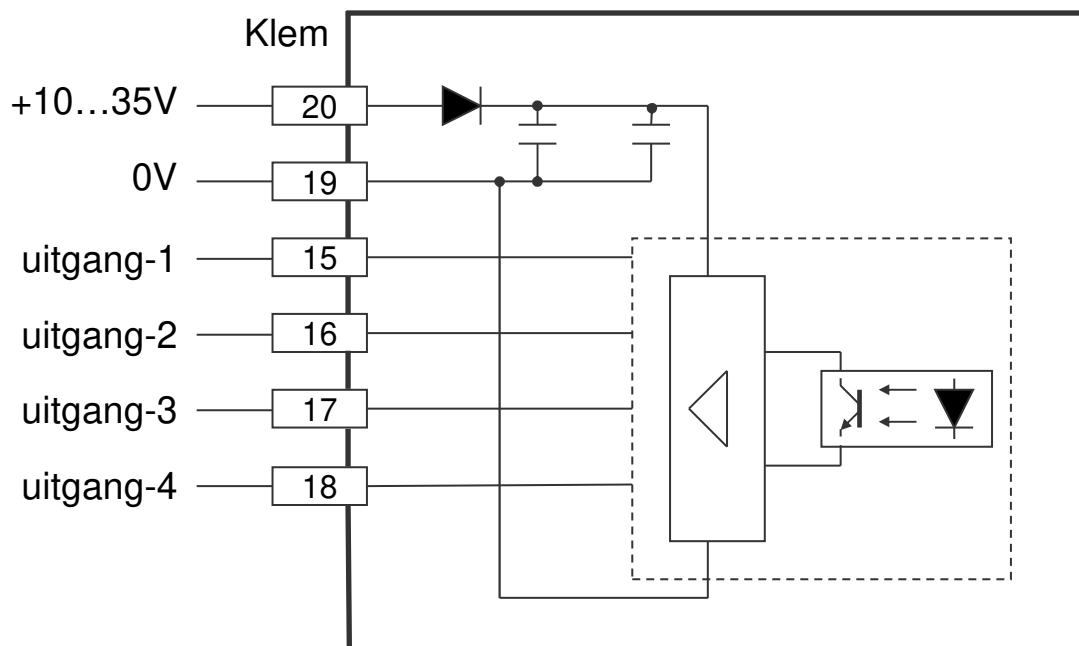 Klem
+10…35V 20
0V 19
uitgang-1 15
uitgang-2 16
uitgang-3 17
uitgang-4 18